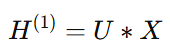 H⁽¹⁾ = U * X